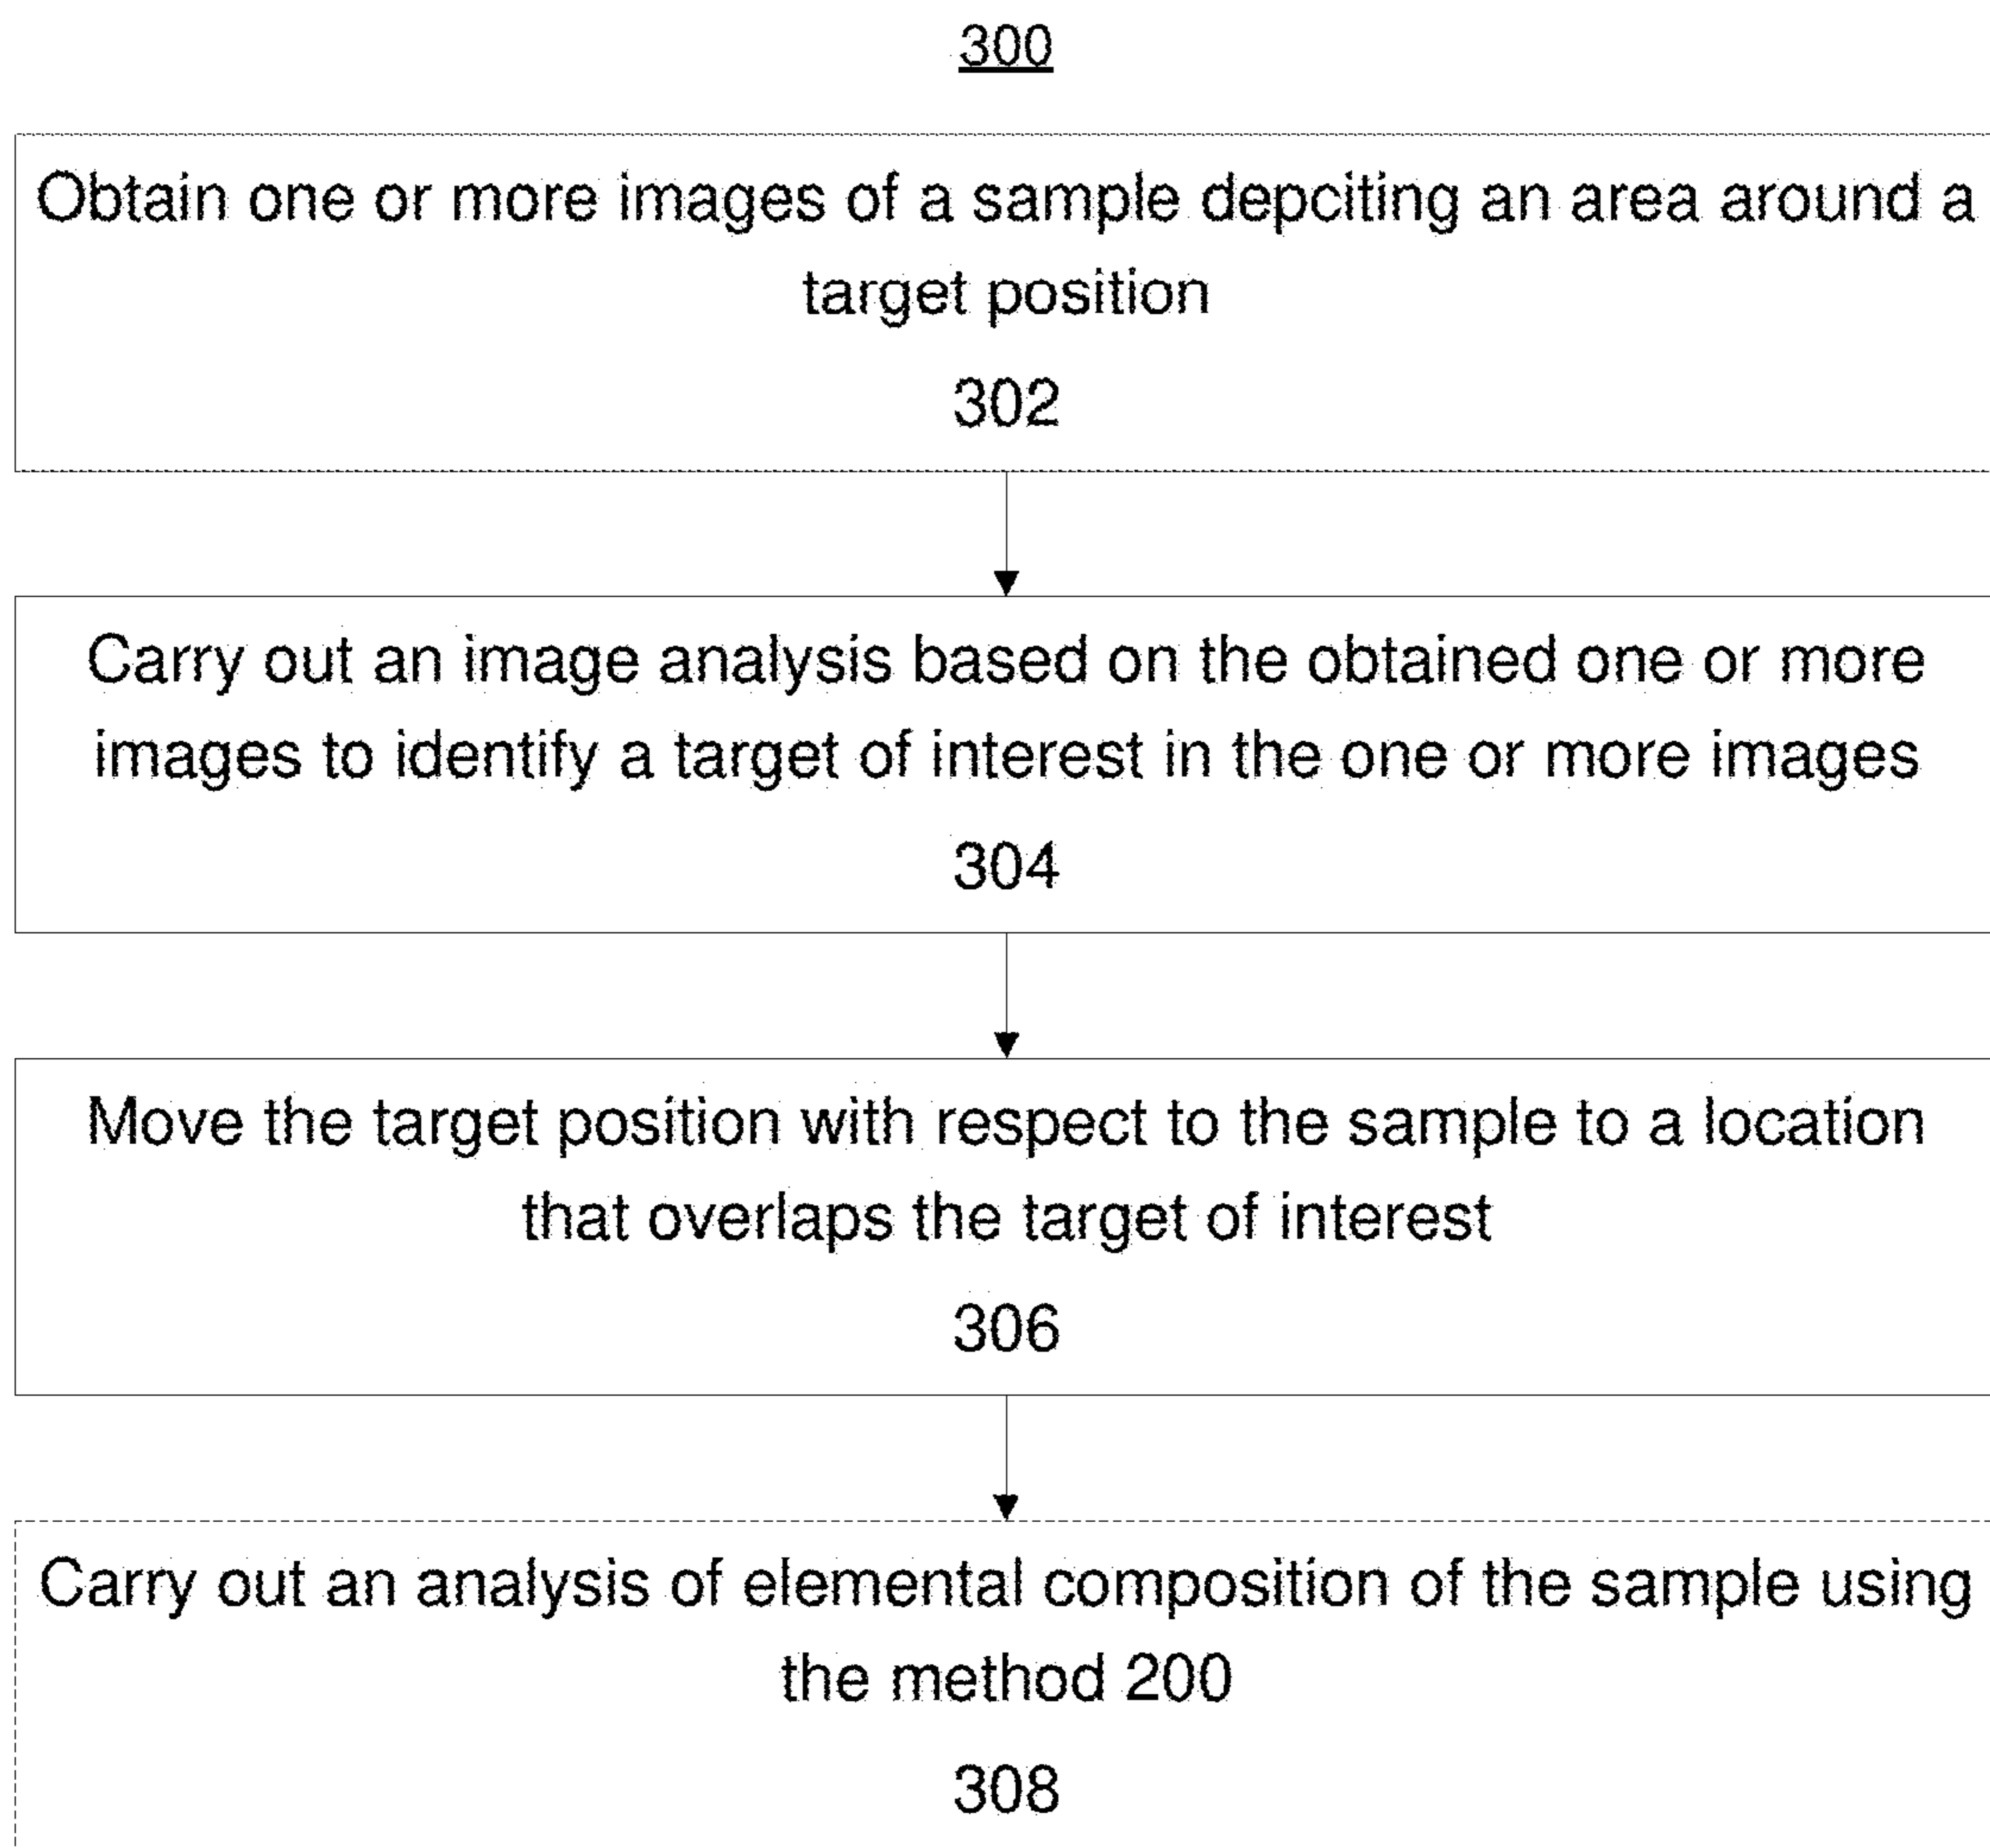 300
Obtain one or more images of a sample depciting an area around a
target position
302
Carry out an image analysis based on the obtained one or more
images to identify a target of interest in the one or more images
304
Move the target position with respect to the sample to a location
that overlaps the target of interest
306
Carry out an analysis of elemental composition of the sample using
the method 200
308